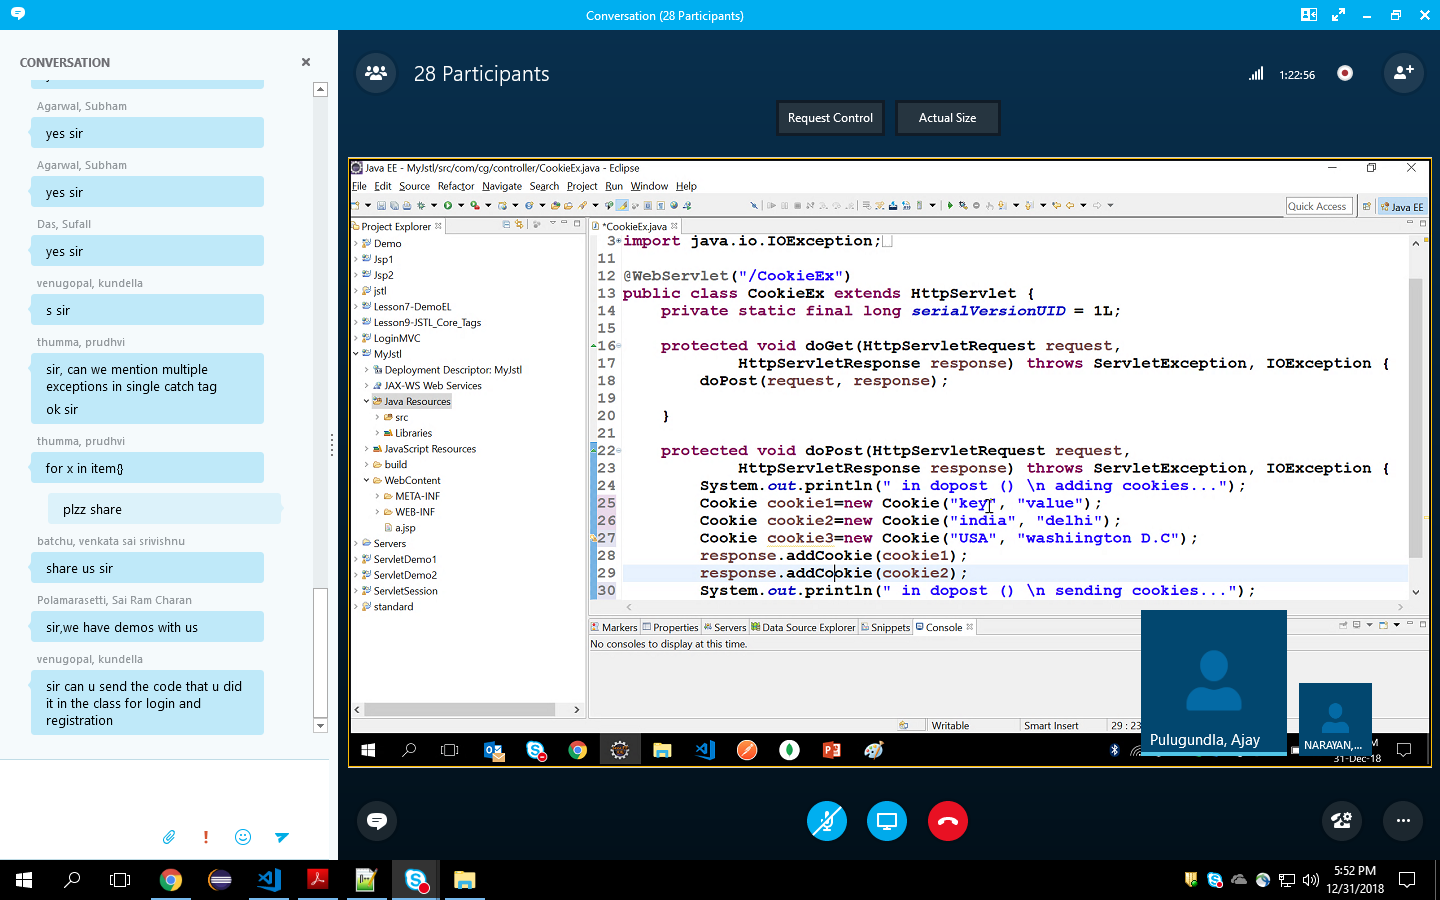 Conversation (28 Participants)
CONVERSATION
Agarwal, Subham
yes sir
Agarwal, Subham
yes sir
Das, Sufall
yes sir
venugopal, kundella
s sir
thumma, prudhvi
sir, can we mention multiple
exceptions in single catch tag
ok sir
thumma, prudhvi
for x in item{}
plzz share
batchu, venkata sai srivishnu
share us sir
Polamarasetti, Sai Ram Charan
sir,we have demos with us
venugopal, kundella
sir can u send the code that u did
it in the class for login and
registration
28 Participants
1:22:56
Request Control
Actual Size
Java EE - MyJstl/src/com/cg/controller/CookieEx.java - Eclipse
File Edit Source Refactor Navigate Search Project Run Window Help
Quick Access
Java EE
Project Explorer
Demo
Jsp1
Jsp2
jstl
Lesson7-DemoEL
Lesson9-JSTL_Core_Tags
LoginMVC
MyJstl
Deployment Descriptor: MyJstl
JAX-WS Web Services
Java Resources
src
Libraries
JavaScript Resources
build
WebContent
META-INF
WEB-INF
a.jsp
Servers
ServletDemo1
ServletDemo2
ServletSession
standard
*CookieEx.java
3 import java.io.IOException;
11
12 @WebServlet("/CookieEx")
13 public class CookieEx extends HttpServlet {
14 private static final long serialVersionUID = 1L;
15
16 protected void doGet(HttpServletRequest request,
17 HttpServletResponse response) throws ServletException, IOException {
18 doPost(request, response);
19
20 }
21
22 protected void doPost(HttpServletRequest request,
23 HttpServletResponse response) throws ServletException, IOException {
24 System.out.println(" in dopost () \n adding cookies...");
25 Cookie cookie1=new Cookie("key", "value");
26 Cookie cookie2=new Cookie("india", "delhi");
27 Cookie cookie3=new Cookie("USA", "washiington D.C");
28 response.addCookie(cookie1);
29 response.addCookie(cookie2);
30 System.out.println(" in dopost () \n sending cookies...");
Markers Properties Servers Data Source Explorer Snippets Console
No consoles to display at this time.
Writable
Smart Insert
29 : 23
Pulugundla, Ajay
NARAYAN,...
31-Dec-18
5:52 PM
12/31/2018